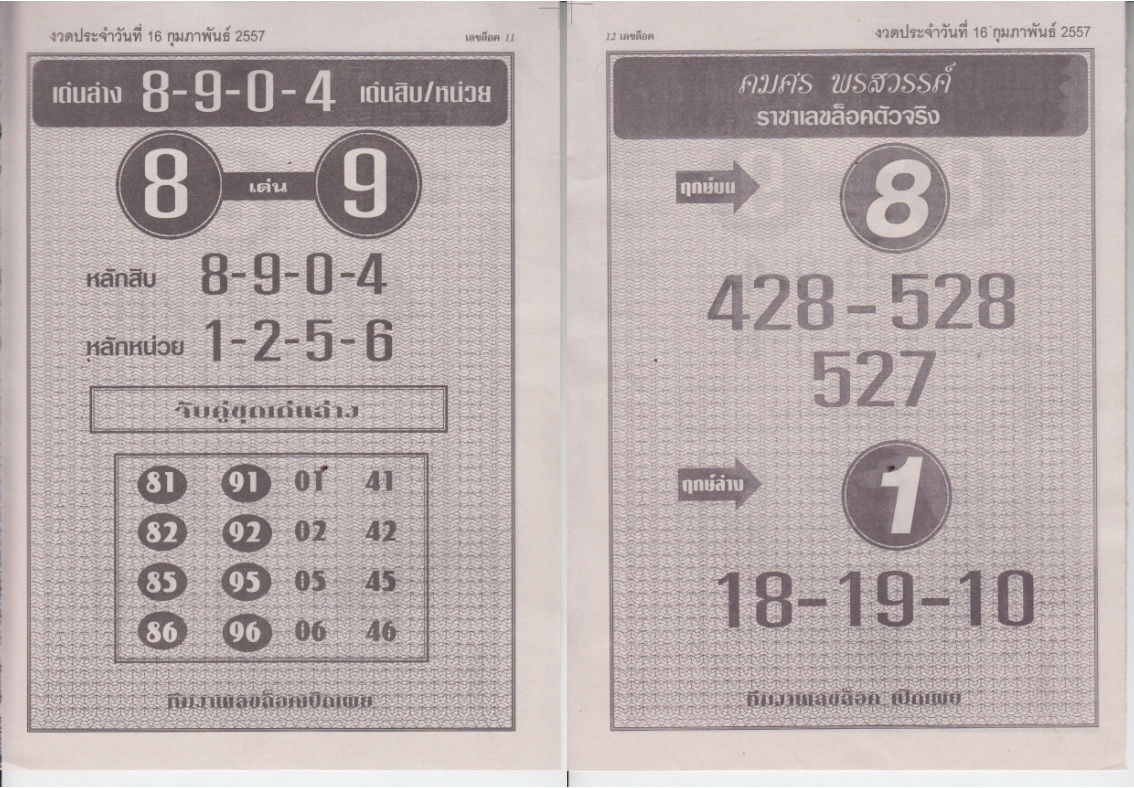 งวดประจำวันที่ 16 กุมภาพันธ์ 2557
เลขล็อค 11
เด่นล่าง 8-9-0-4 เด่นสิบ/หน่วย
8 เด่น 9
หลักสิบ 8-9-0-4
หลักหน่วย 1-2-5-6
จับคู่ชุดเด่นล่าง
81 91 01 41
82 92 02 42
85 95 05 45
86 96 06 46
ทีมงานเลขล็อคเปิดเผย
12 เลขล็อค
งวดประจำวันที่ 16 กุมภาพันธ์ 2557
คมศร พรสวรรค์
ราชาเลขล็อคตัวจริง
ฤกษ์บน 8
428-528
527
ฤกษ์ล่าง 1
18-19-10
ทีมงานเลขล็อค เปิดเผย